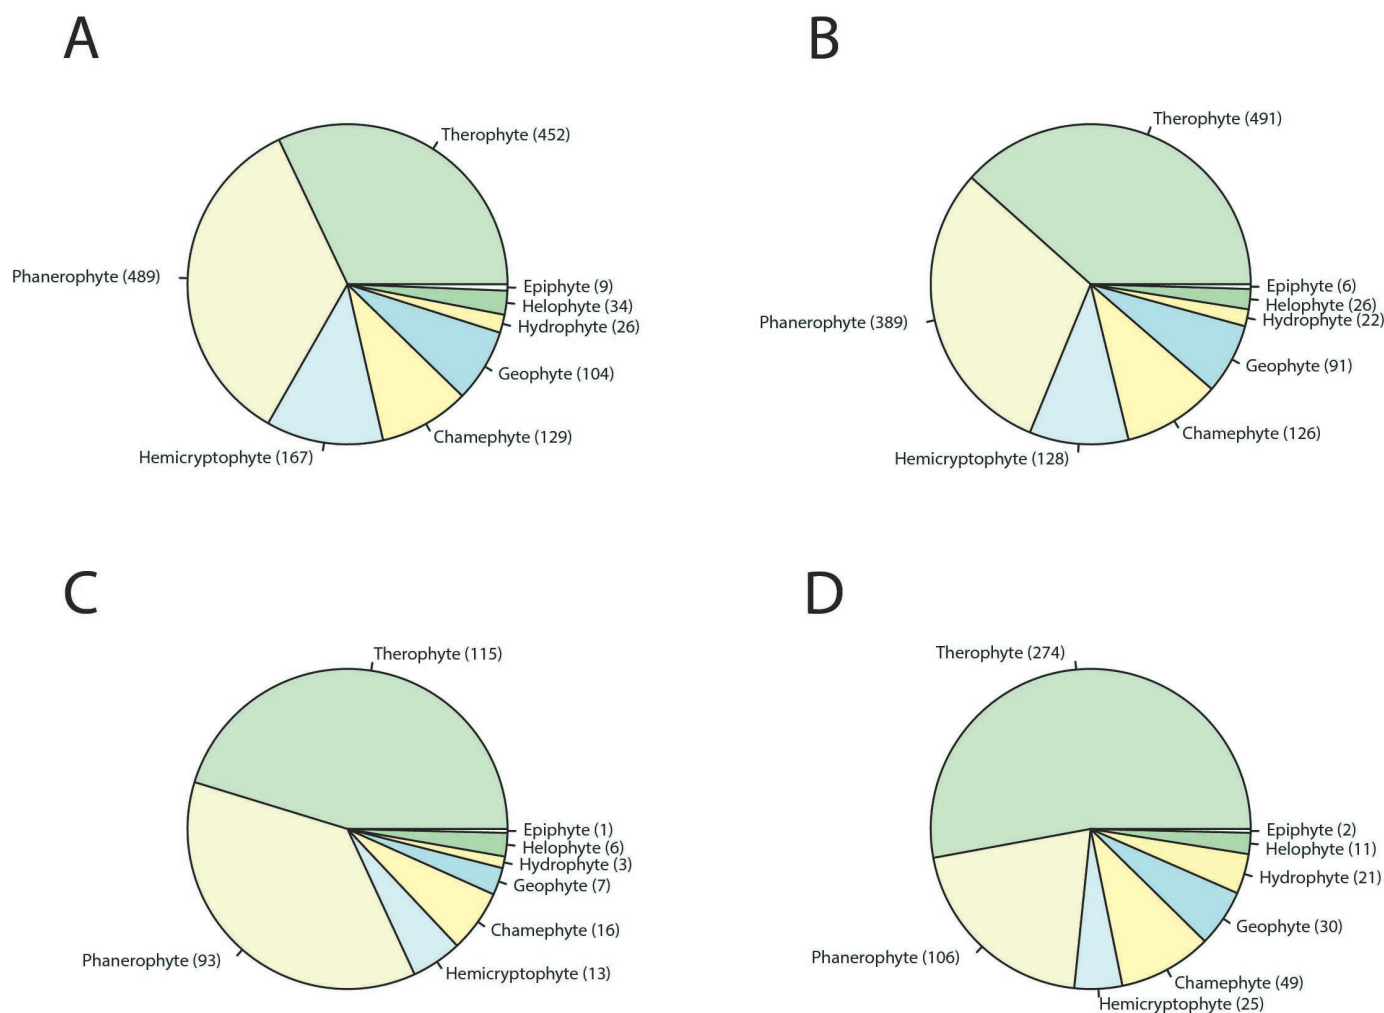 A
B
Therophyte (452)
Phanerophyte (489)
Epiphyte (9)
Helophyte (34)
Hydrophyte (26)
Geophyte (104)
Chamephyte (129)
Hemicryptophyte (167)
Therophyte (491)
Phanerophyte (389)
Epiphyte (6)
Helophyte (26)
Hydrophyte (22)
Geophyte (91)
Chamephyte (126)
Hemicryptophyte (128)
C
D
Therophyte (115)
Epiphyte (1)
Helophyte (6)
Hydrophyte (3)
Geophyte (7)
Chamephyte (16)
Phanerophyte (93)
Hemicryptophyte (13)
Therophyte (274)
Epiphyte (2)
Helophyte (11)
Hydrophyte (21)
Geophyte (30)
Phanerophyte (106)
Chamephyte (49)
Hemicryptophyte (25)